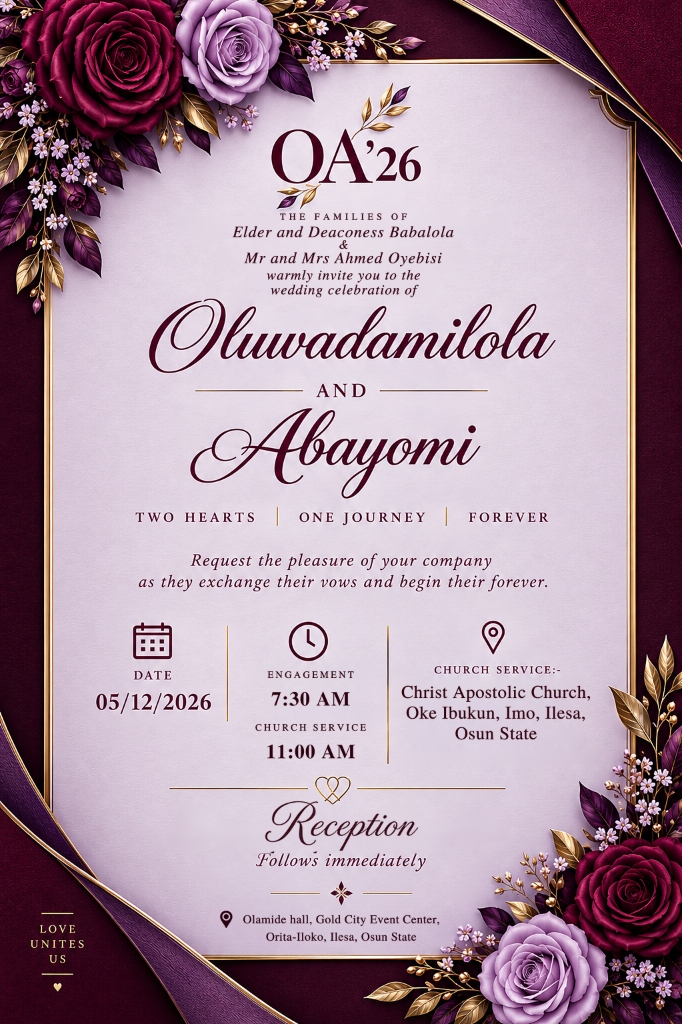 OA'26
THE FAMILIES OF
Elder and Deaconess Babalola
&
Mr and Mrs Ahmed Oyebisi
warmly invite you to the
wedding celebration of
Oluwadamilola
AND
Abayomi
TWO HEARTS | ONE JOURNEY | FOREVER
Request the pleasure of your company
as they exchange their vows and begin their forever.
DATE
05/12/2026
ENGAGEMENT
7:30 AM
CHURCH SERVICE
11:00 AM
CHURCH SERVICE:-
Christ Apostolic Church,
Oke Ibukun, Imo, Ilesa,
Osun State
Reception
Follows immediately
Olamide hall, Gold City Event Center,
Orita-Iloko, Ilesa, Osun State
LOVE
UNITES
US